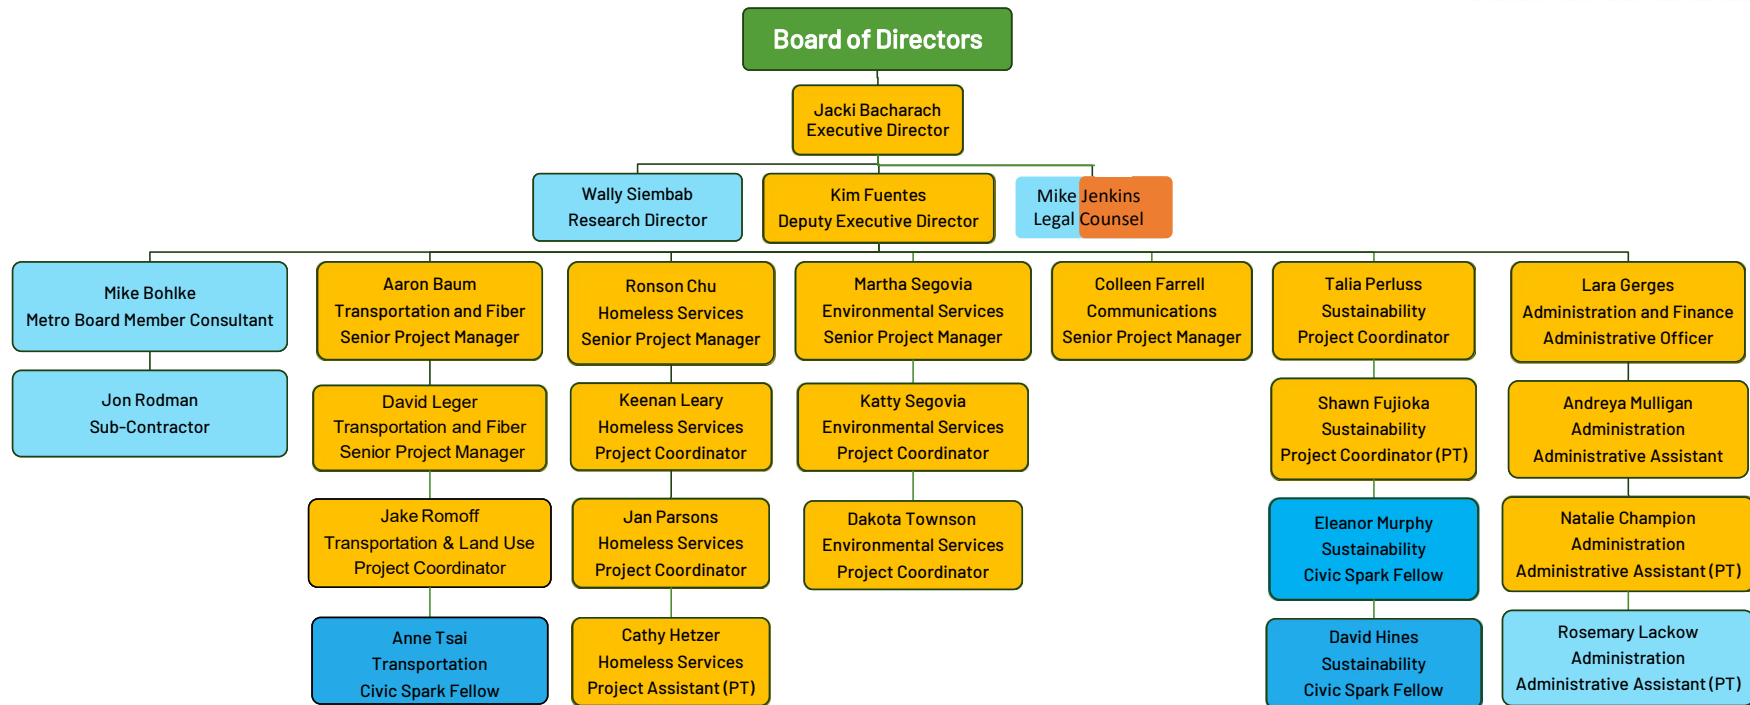 Board of Directors
Jacki Bacharach
Executive Director
Wally Siembab
Research Director
Kim Fuentes
Deputy Executive Director
Mike Jenkins
Legal Counsel
Mike Bohlke
Metro Board Member Consultant
Jon Rodman
Sub-Contractor
Aaron Baum
Transportation and Fiber
Senior Project Manager
David Leger
Transportation and Fiber
Senior Project Manager
Jake Romoff
Transportation & Land Use
Project Coordinator
Anne Tsai
Transportation
Civic Spark Fellow
Ronson Chu
Homeless Services
Senior Project Manager
Keenan Leary
Homeless Services
Project Coordinator
Jan Parsons
Homeless Services
Project Coordinator
Cathy Hetzer
Homeless Services
Project Assistant (PT)
Martha Segovia
Environmental Services
Senior Project Manager
Katty Segovia
Environmental Services
Project Coordinator
Dakota Townson
Environmental Services
Project Coordinator
Colleen Farrell
Communications
Senior Project Manager
Talia Perluss
Sustainability
Project Coordinator
Shawn Fujioka
Sustainability
Project Coordinator (PT)
Eleanor Murphy
Sustainability
Civic Spark Fellow
David Hines
Sustainability
Civic Spark Fellow
Lara Gerges
Administration and Finance
Administrative Officer
Andreya Mulligan
Administration
Administrative Assistant
Natalie Champion
Administration
Administrative Assistant (PT)
Rosemary Lackow
Administration
Administrative Assistant (PT)